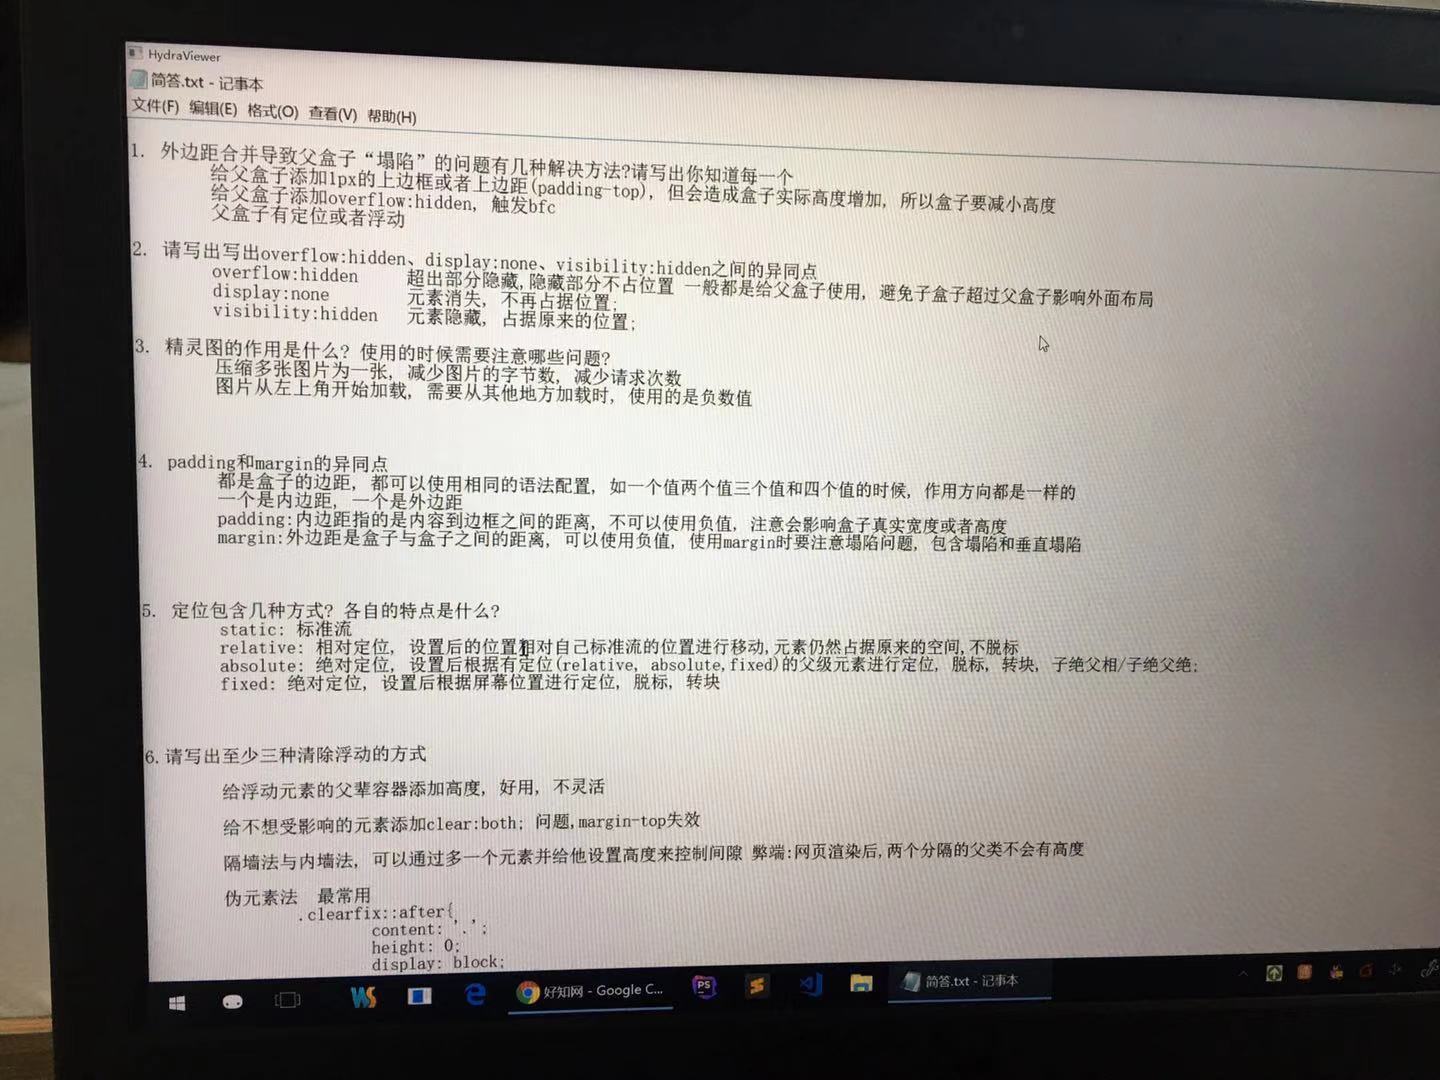 HydraViewer
简答.txt - 记事本
文件(F) 编辑(E) 格式(O) 查看(V) 帮助(H)
1. 外边距合并导致父盒子“塌陷”的问题有几种解决方法?请写出你知道每一个
给父盒子添加1px的上边框或者上边距(padding-top), 但会造成盒子实际高度增加, 所以盒子要减小高度
给父盒子添加overflow:hidden, 触发bfc
父盒子有定位或者浮动
2. 请写出写出overflow:hidden、display:none、visibility:hidden之间的异同点
overflow:hidden 超出部分隐藏,隐藏部分不占位置 一般都是给父盒子使用, 避免子盒子超过父盒子影响外面布局
display:none 元素消失, 不再占据位置;
visibility:hidden 元素隐藏, 占据原来的位置;
3. 精灵图的作用是什么? 使用的时候需要注意哪些问题?
压缩多张图片为一张, 减少图片的字节数, 减少请求次数
图片从左上角开始加载, 需要从其他地方加载时, 使用的是负数值
4. padding和margin的异同点
都是盒子的边距, 都可以使用相同的语法配置, 如一个值两个值三个值和四个值的时候, 作用方向都是一样的
一个是内边距, 一个是外边距
padding:内边距指的是内容到边框之间的距离, 不可以使用负值, 注意会影响盒子真实宽度或者高度
margin:外边距是盒子与盒子之间的距离, 可以使用负值, 使用margin时要注意塌陷问题, 包含塌陷和垂直塌陷
5. 定位包含几种方式? 各自的特点是什么?
static: 标准流
relative: 相对定位, 设置后的位置相对自己标准流的位置进行移动,元素仍然占据原来的空间,不脱标
absolute: 绝对定位, 设置后根据有定位(relative, absolute,fixed)的父级元素进行定位, 脱标, 转块, 子绝父相/子绝父绝;
fixed: 绝对定位, 设置后根据屏幕位置进行定位, 脱标, 转块
6.请写出至少三种清除浮动的方式
给浮动元素的父辈容器添加高度, 好用, 不灵活
给不想受影响的元素添加clear:both; 问题,margin-top失效
隔墙法与内墙法, 可以通过多一个元素并给他设置高度来控制间隙 弊端:网页渲染后,两个分隔的父类不会有高度
伪元素法 最常用
.clearfix::after{
content: '.';
height: 0;
display: block;
WS
好知网 - Google C...
PS
简答.txt - 记事本